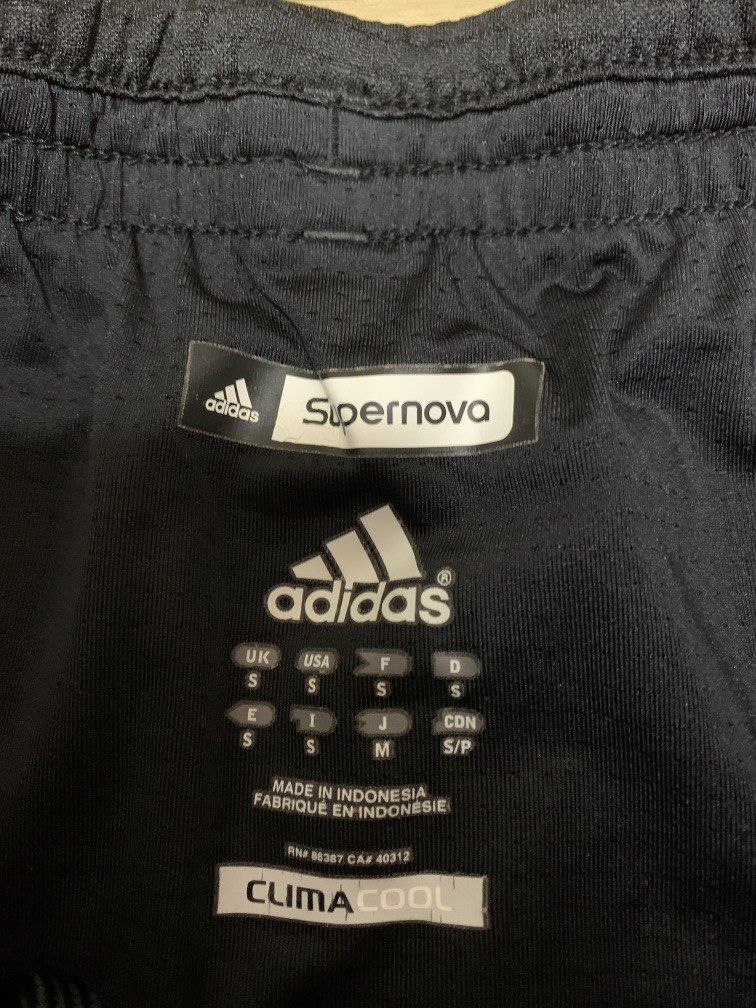 adidas Supernova
adidas®
UK USA F D
S S S S
E I J CDN
S S M S/P
MADE IN INDONESIA
FABRIQUÉ EN INDONÉSIE
RN# 88387 CA# 40312
CLIMACOOL